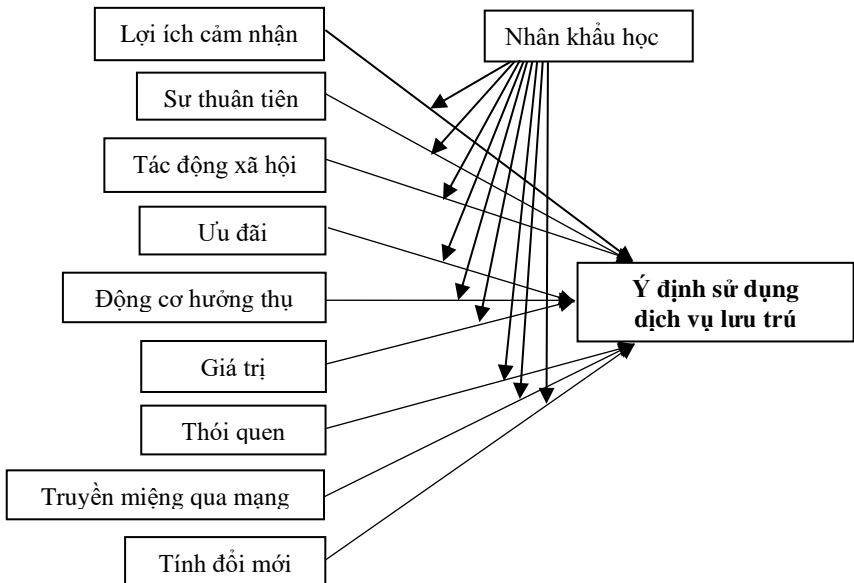 Lợi ích cảm nhận
Nhân khẩu học
Sư thuân tiên
Tác động xã hội
Ưu đãi
Động cơ hưởng thụ
Ý định sử dụng
dịch vụ lưu trú
Giá trị
Thói quen
Truyền miệng qua mạng
Tính đổi mới